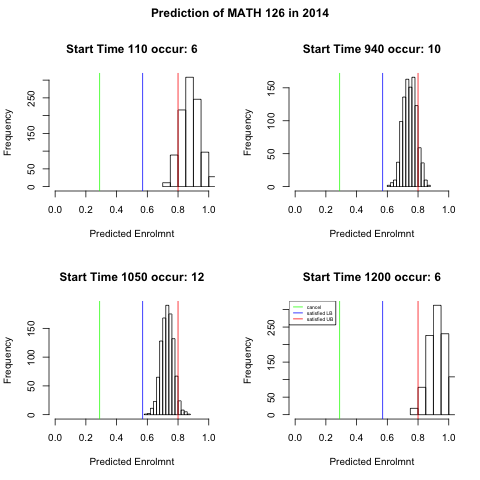 Prediction of MATH 126 in 2014
Start Time 110 occur: 6
Frequency
0 50 150 250
0.0 0.2 0.4 0.6 0.8 1.0
Predicted Enrolmnt
Start Time 940 occur: 10
Frequency
0 50 100 150
0.0 0.2 0.4 0.6 0.8 1.0
Predicted Enrolmnt
Start Time 1050 occur: 12
Frequency
0 50 100 150
0.0 0.2 0.4 0.6 0.8 1.0
Predicted Enrolmnt
Start Time 1200 occur: 6
cancel
satisfied LB
satisfied UB
Frequency
0 50 150 250
0.0 0.2 0.4 0.6 0.8 1.0
Predicted Enrolmnt